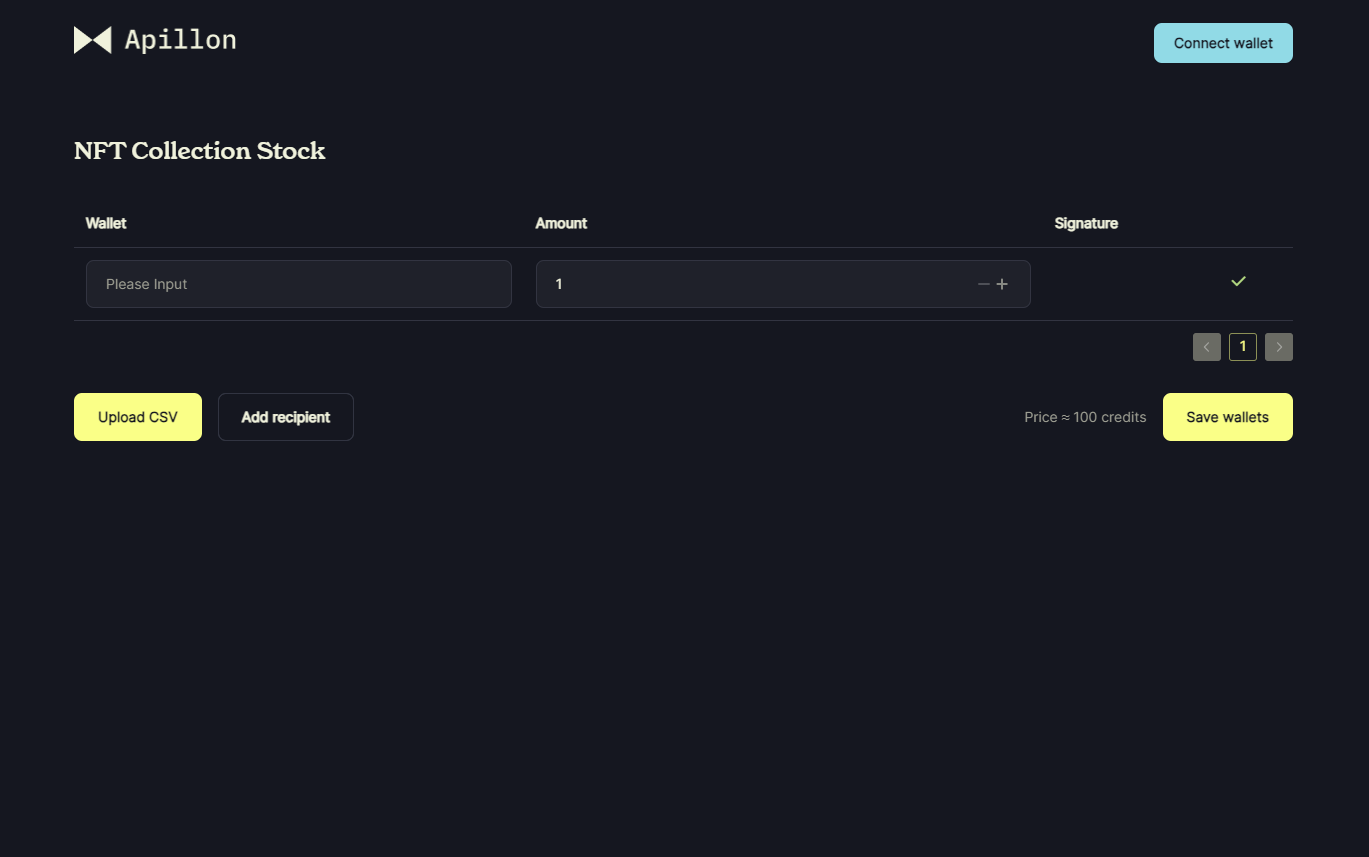 Apillon
Connect wallet
NFT Collection Stock
Wallet Amount Signature
Please Input 1
1
Upload CSV Add recipient Price ≈ 100 credits Save wallets